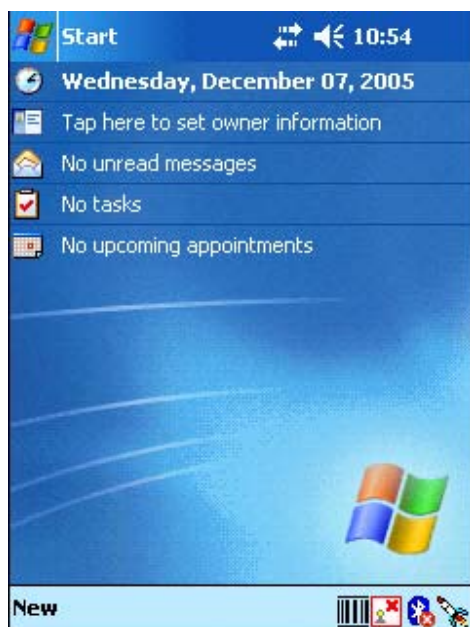 Start 10:54
Wednesday, December 07, 2005
Tap here to set owner information
No unread messages
No tasks
No upcoming appointments
New